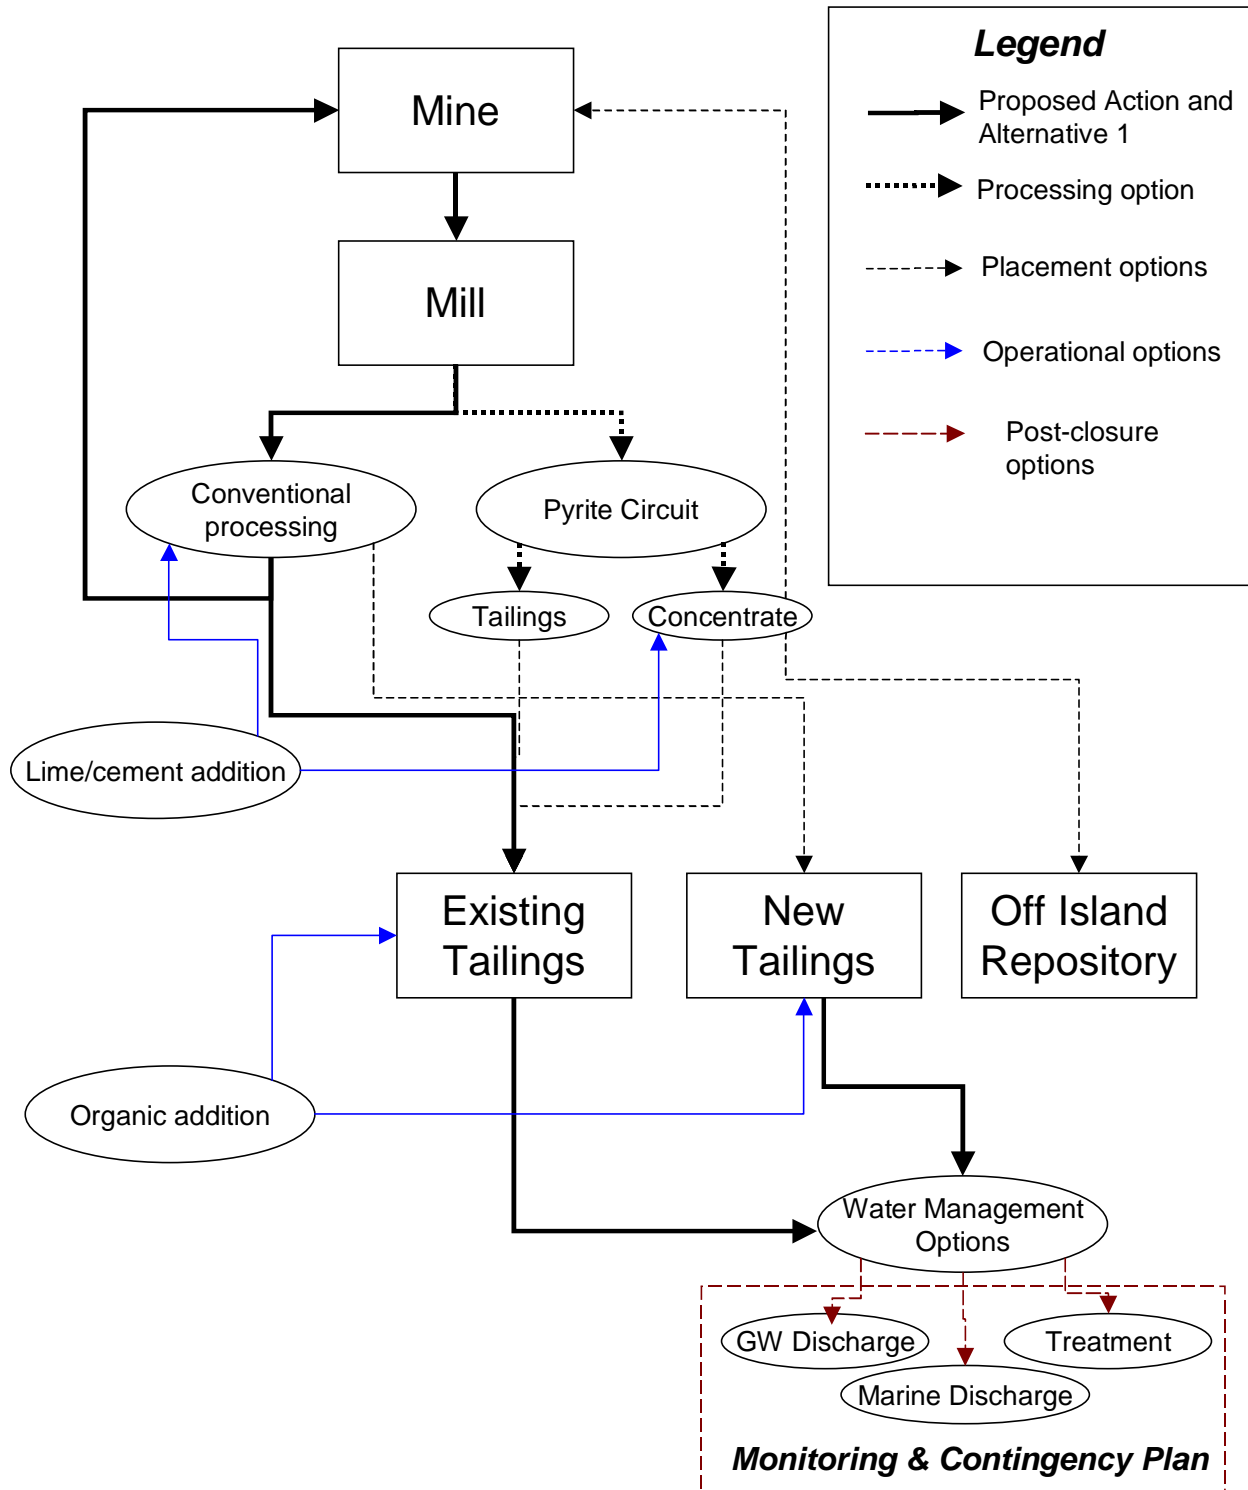 Legend
Proposed Action and
Alternative 1
Processing option
Placement options
Operational options
Post-closure
options
Mine
Mill
Conventional
processing
Pyrite Circuit
Tailings
Concentrate
Lime/cement addition
Existing
Tailings
New
Tailings
Off Island
Repository
Organic addition
Water Management
Options
GW Discharge
Treatment
Marine Discharge
Monitoring & Contingency Plan